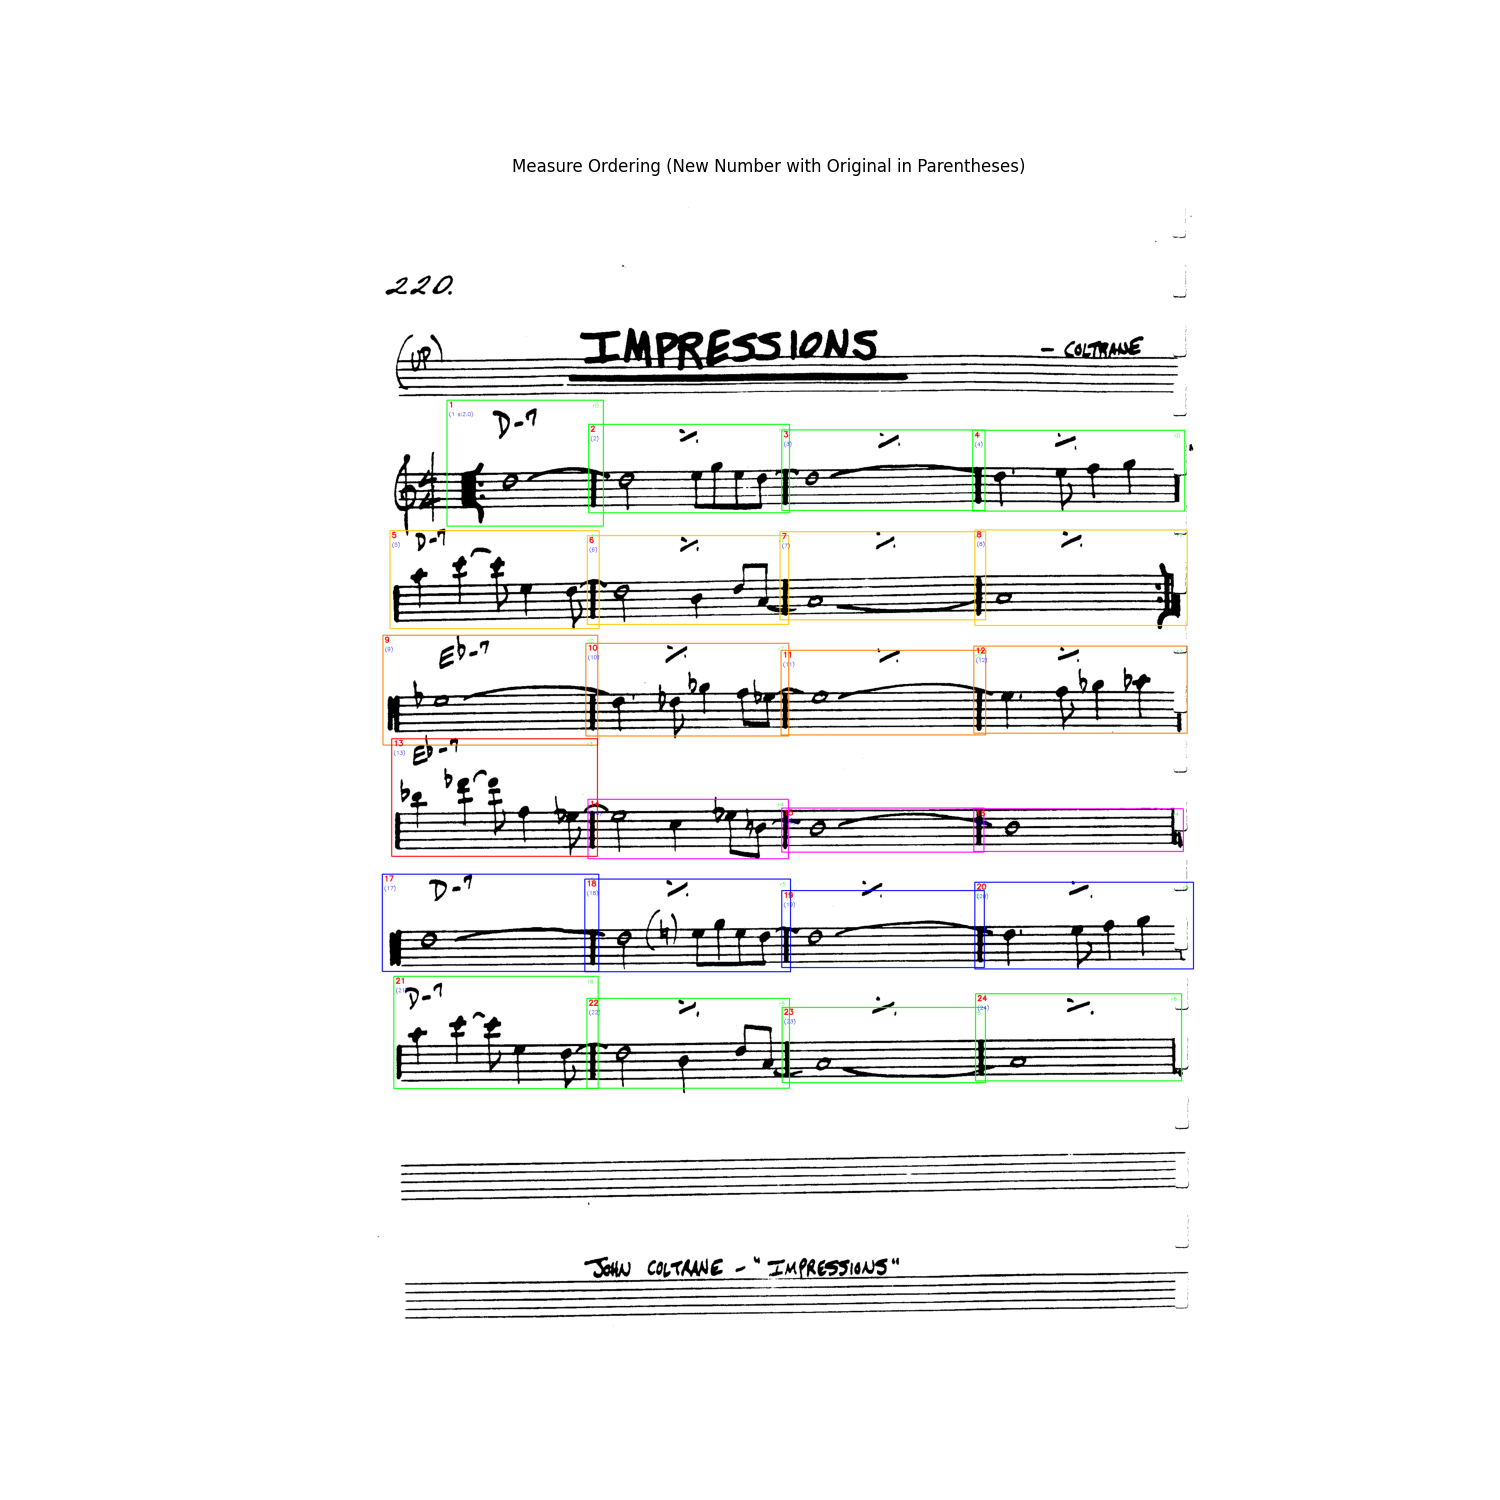 Measure Ordering (New Number with Original in Parentheses)
220.
(UP) IMPRESSIONS - COLTRANE
1 (1 s:2.0) D-7 2 (2) 3 (3) 4 (4)
4/4
5 (5) D-7 6 (6) 7 (7) 8 (8)
9 (9) Eb-7 10 (10) 11 (11) 12 (12)
13 (13) Eb-7 14 15
17 (17) D-7 18 (18) 19 (19) 20 (20)
21 (21) D-7 22 (22) 23 (23) 24 (24)
JOHN COLTRANE - "IMPRESSIONS"